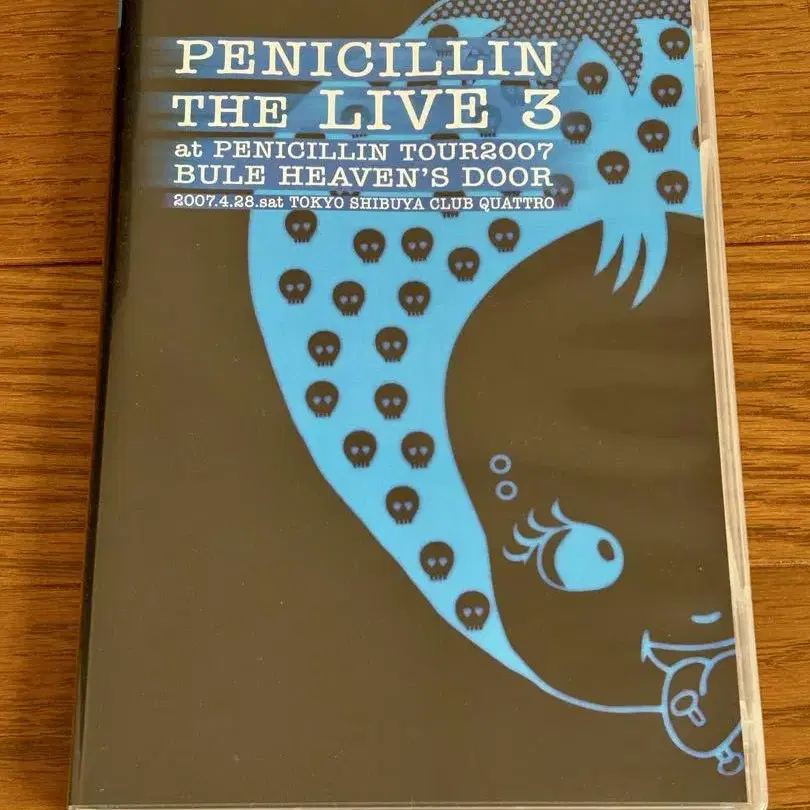 PENICILLIN
THE LIVE 3
at PENICILLIN TOUR2007
BULE HEAVEN'S DOOR
2007.4.28.sat TOKYO SHIBUYA CLUB QUATTRO